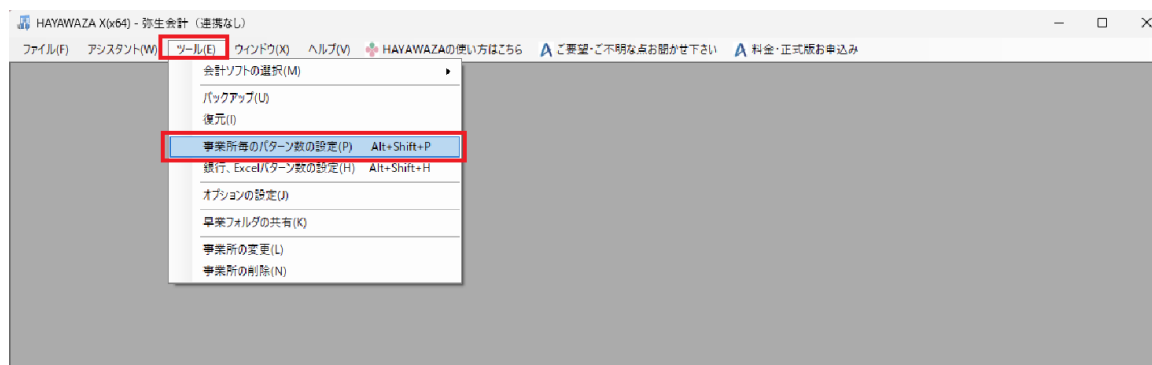 HAYAWAZA X(x64) - 弥生会計（連携なし）
ファイル(F) アシスタント(W) ツール(E) ウィンドウ(X) ヘルプ(V) HAYAWAZAの使い方はこちら ご要望・ご不明な点お聞かせ下さい 料金・正式版お申込み
会計ソフトの選択(M)
バックアップ(U)
復元(I)
事業所毎のパターン数の設定(P) Alt+Shift+P
銀行、Excelパターン数の設定(H) Alt+Shift+H
オプションの設定(J)
早業フォルダの共有(K)
事業所の変更(L)
事業所の削除(N)